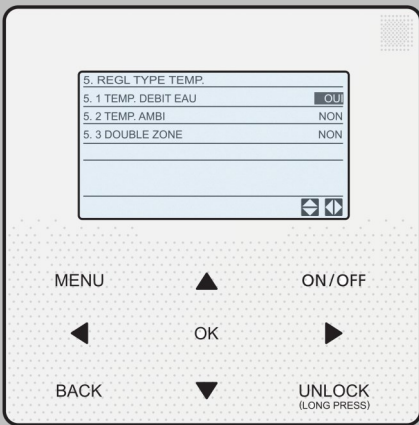 5. REGL TYPE TEMP.
5. 1 TEMP. DEBIT EAU OUI
5. 2 TEMP. AMBI NON
5. 3 DOUBLE ZONE NON
MENU ON/OFF
OK
BACK UNLOCK
(LONG PRESS)